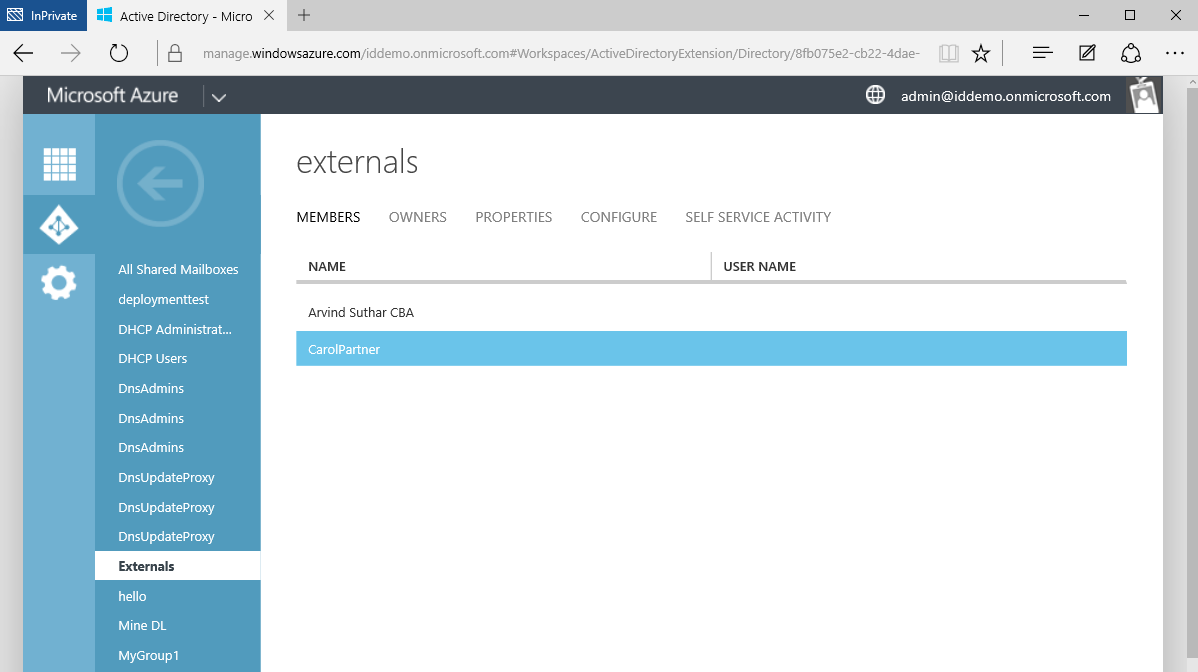 InPrivate
Active Directory - Micro
manage.windowsazure.com/iddemo.onmicrosoft.com#Workspaces/ActiveDirectoryExtension/Directory/8fb075e2-cb22-4dae-
Microsoft Azure
admin@iddemo.onmicrosoft.com
externals
MEMBERS OWNERS PROPERTIES CONFIGURE SELF SERVICE ACTIVITY
NAME USER NAME
Arvind Suthar CBA
CarolPartner
All Shared Mailboxes
deploymenttest
DHCP Administrat...
DHCP Users
DnsAdmins
DnsAdmins
DnsAdmins
DnsUpdateProxy
DnsUpdateProxy
DnsUpdateProxy
Externals
hello
Mine DL
MyGroup1